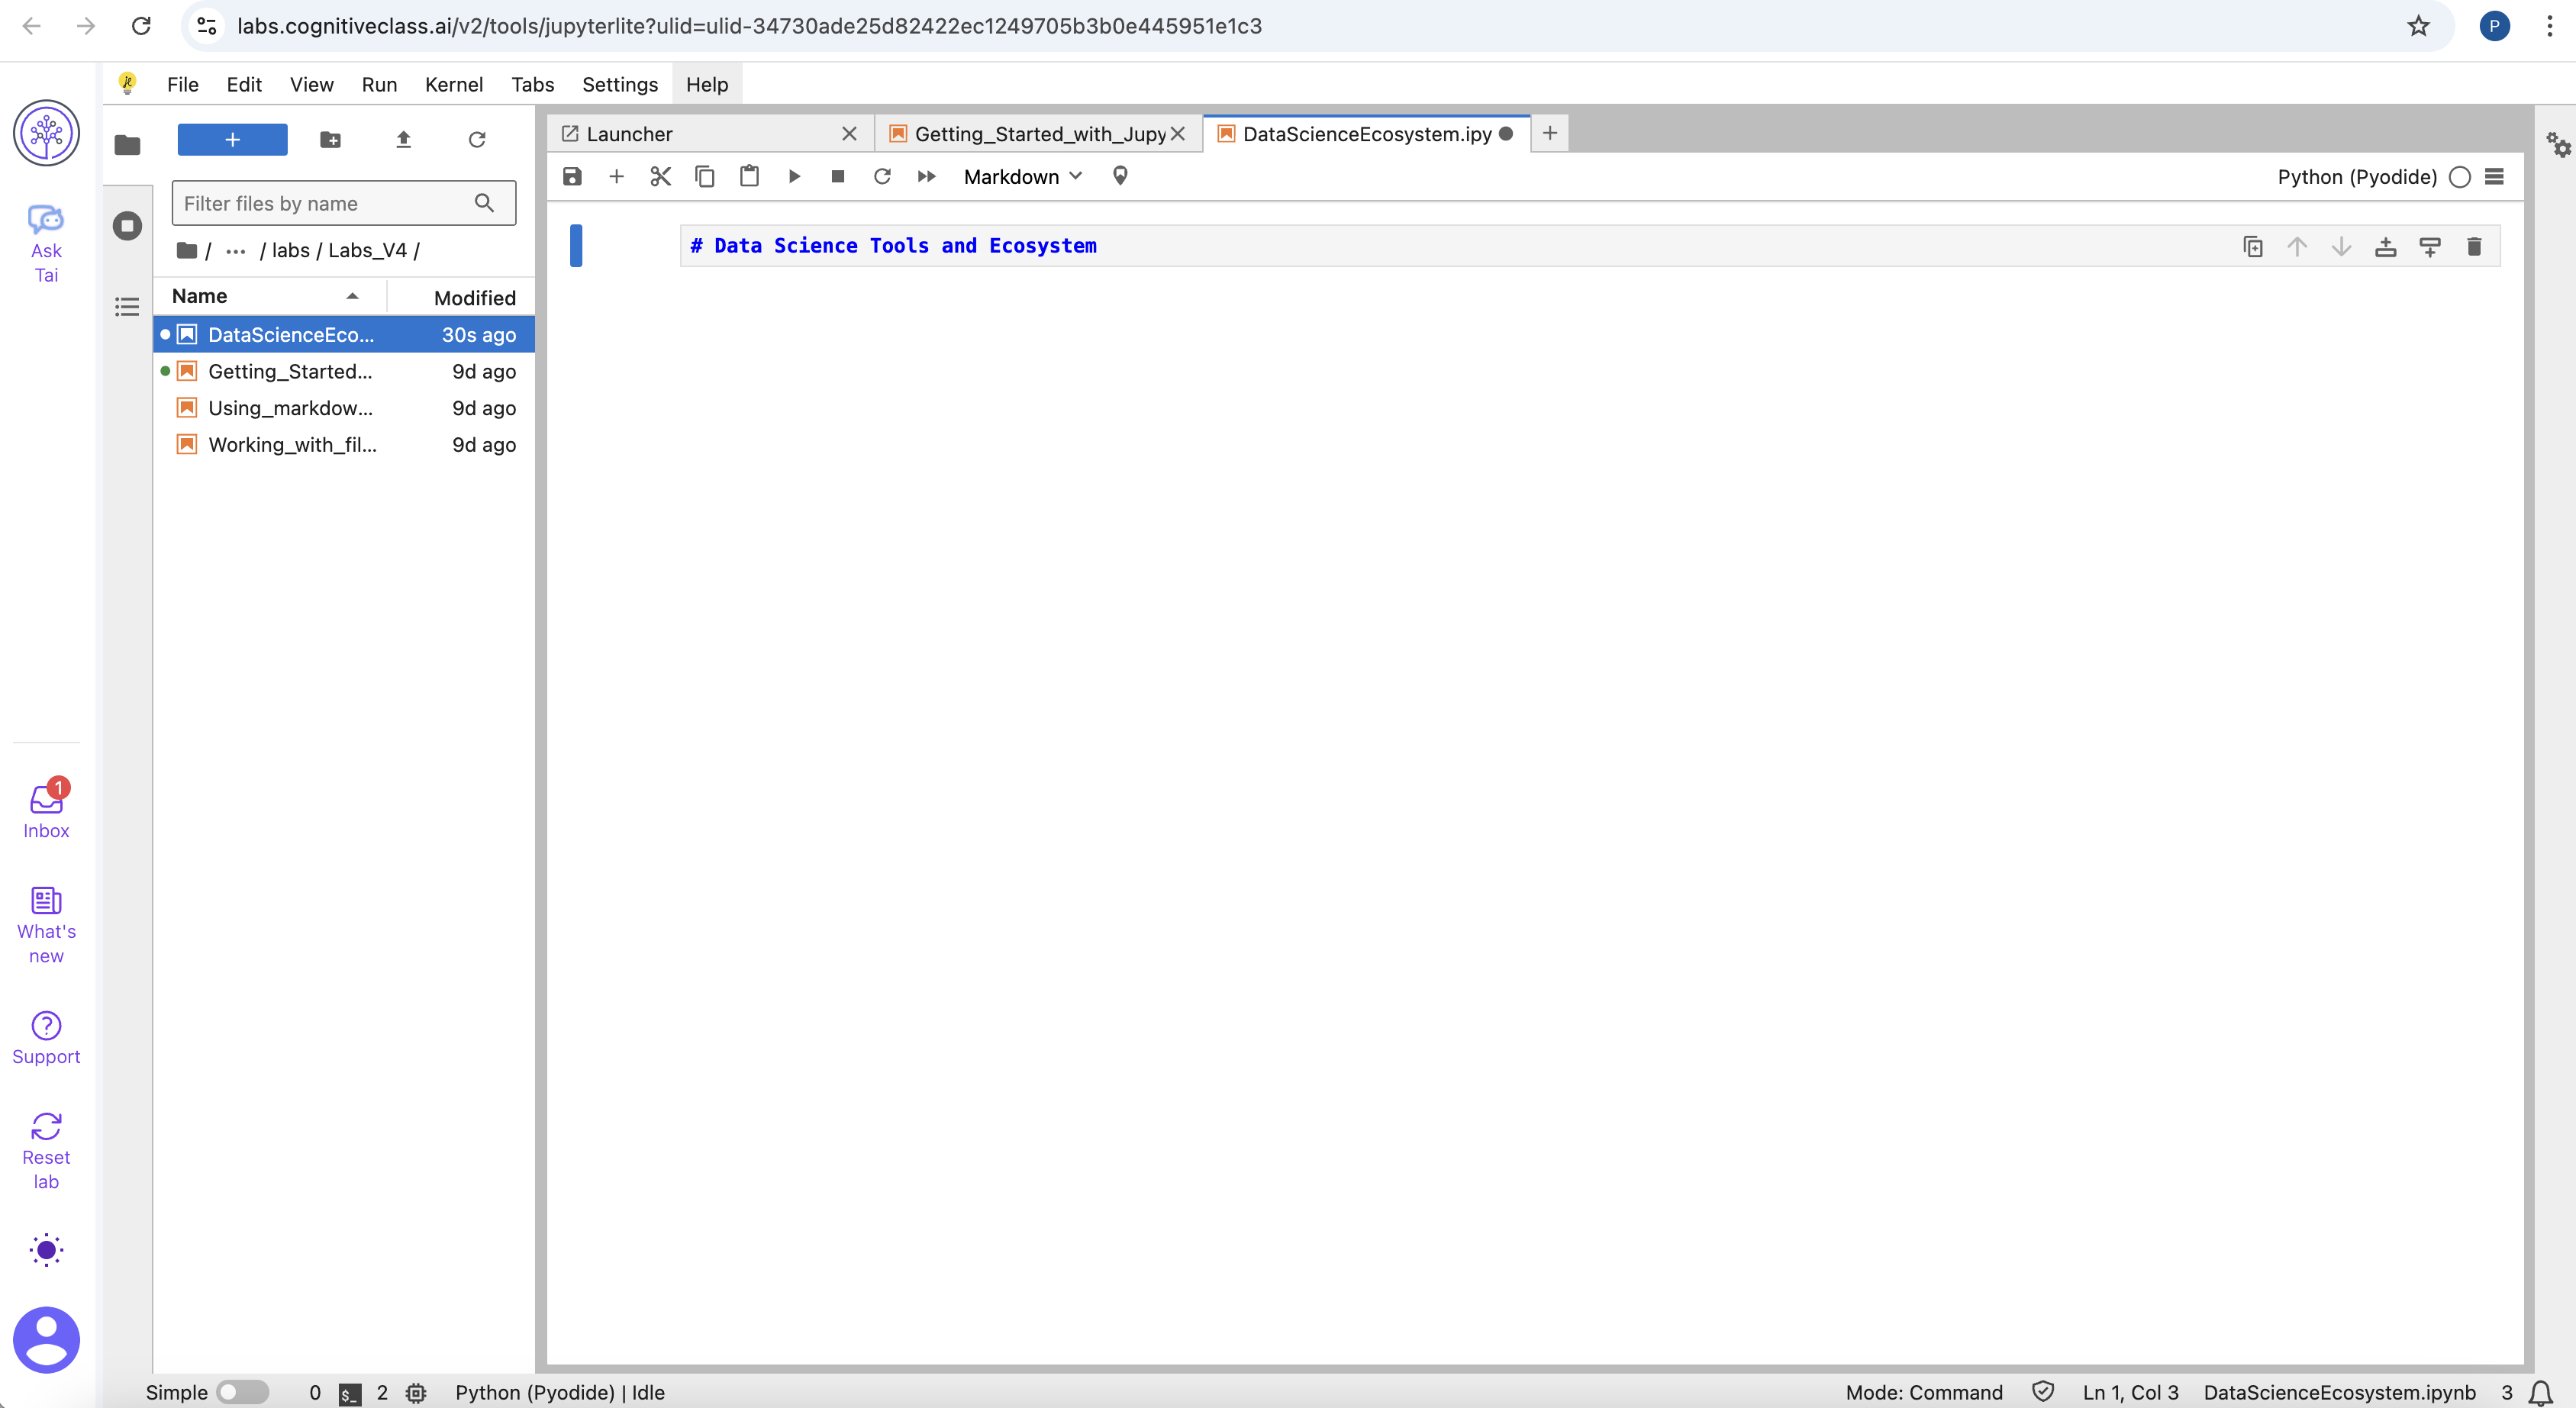 labs.cognitiveclass.ai/v2/tools/jupyterlite?ulid=ulid-34730ade25d82422ec1249705b3b0e445951e1c3
P
File Edit View Run Kernel Tabs Settings Help
Ask
Tai
Inbox
1
What's
new
Support
Reset
lab
Filter files by name
/ ... / labs / Labs_V4 /
Name Modified
DataScienceEco... 30s ago
Getting_Started... 9d ago
Using_markdow... 9d ago
Working_with_fil... 9d ago
Launcher
Getting_Started_with_Jupy
DataScienceEcosystem.ipy
Markdown
Python (Pyodide)
# Data Science Tools and Ecosystem
Simple 0 $_ 2 Python (Pyodide) | Idle
Mode: Command Ln 1, Col 3 DataScienceEcosystem.ipynb 3